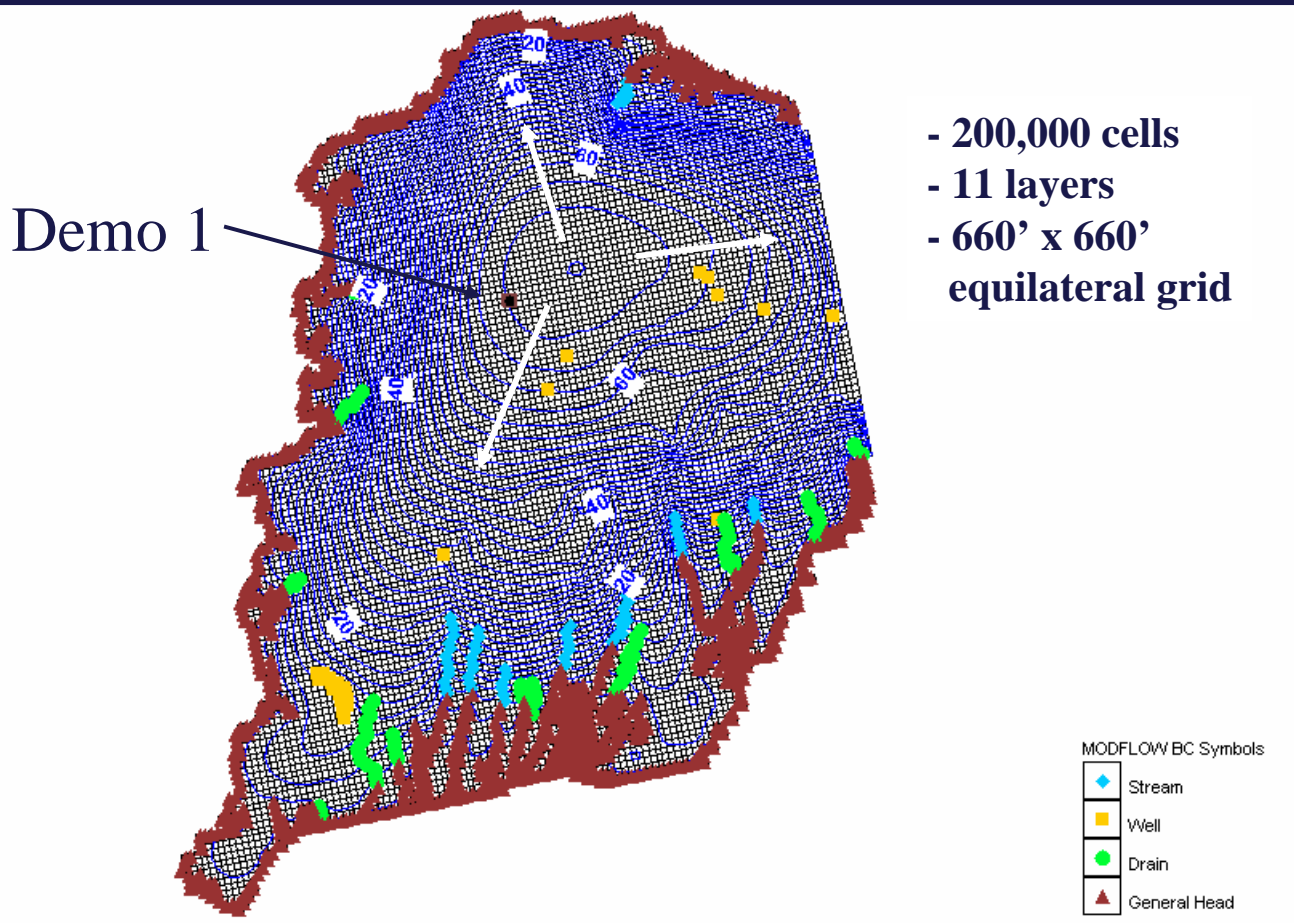 20
40
60
- 200,000 cells
- 11 layers
- 660’ x 660’
equilateral grid
Demo 1
20
40
60
40
20
20
MODFLOW BC Symbols
Stream
Well
Drain
General Head